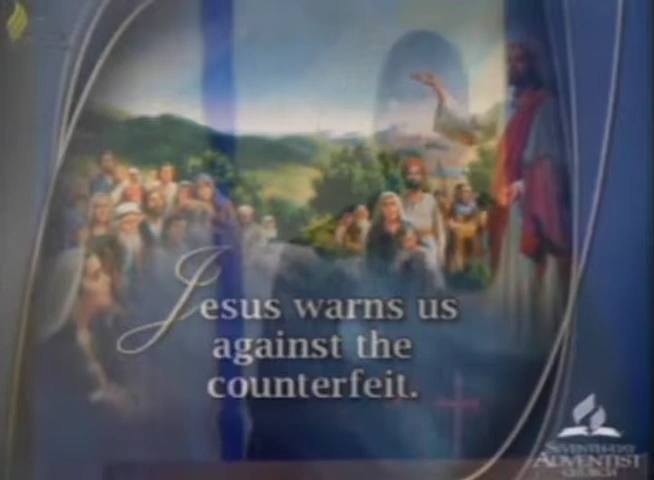 Jesus warns us
against the
counterfeit.
SEVENTH-DAY
ADVENTIST
CHURCH